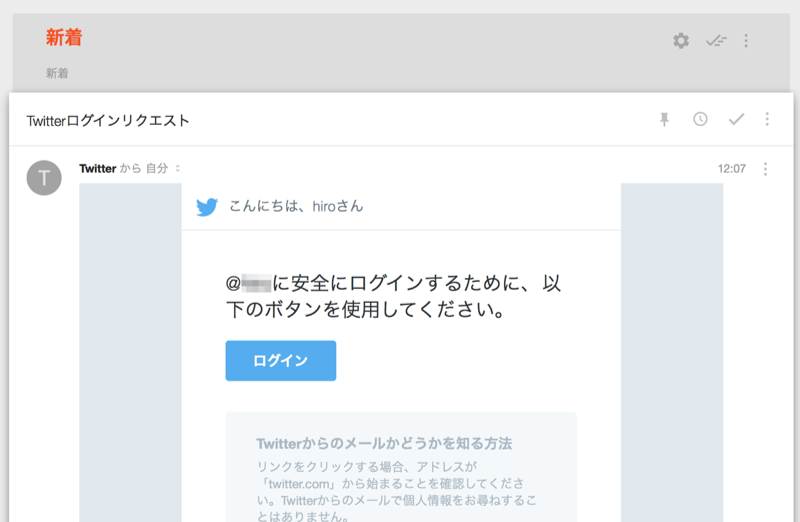 新着
新着
Twitterログインリクエスト
T
Twitter から 自分
12:07
こんにちは、hiroさん
@に安全にログインするために、以
下のボタンを使用してください。
ログイン
Twitterからのメールかどうかを知る方法
リンクをクリックする場合、アドレスが
「twitter.com」から始まることを確認してくださ
い。Twitterからのメールで個人情報をお尋ねするこ
とはありません。